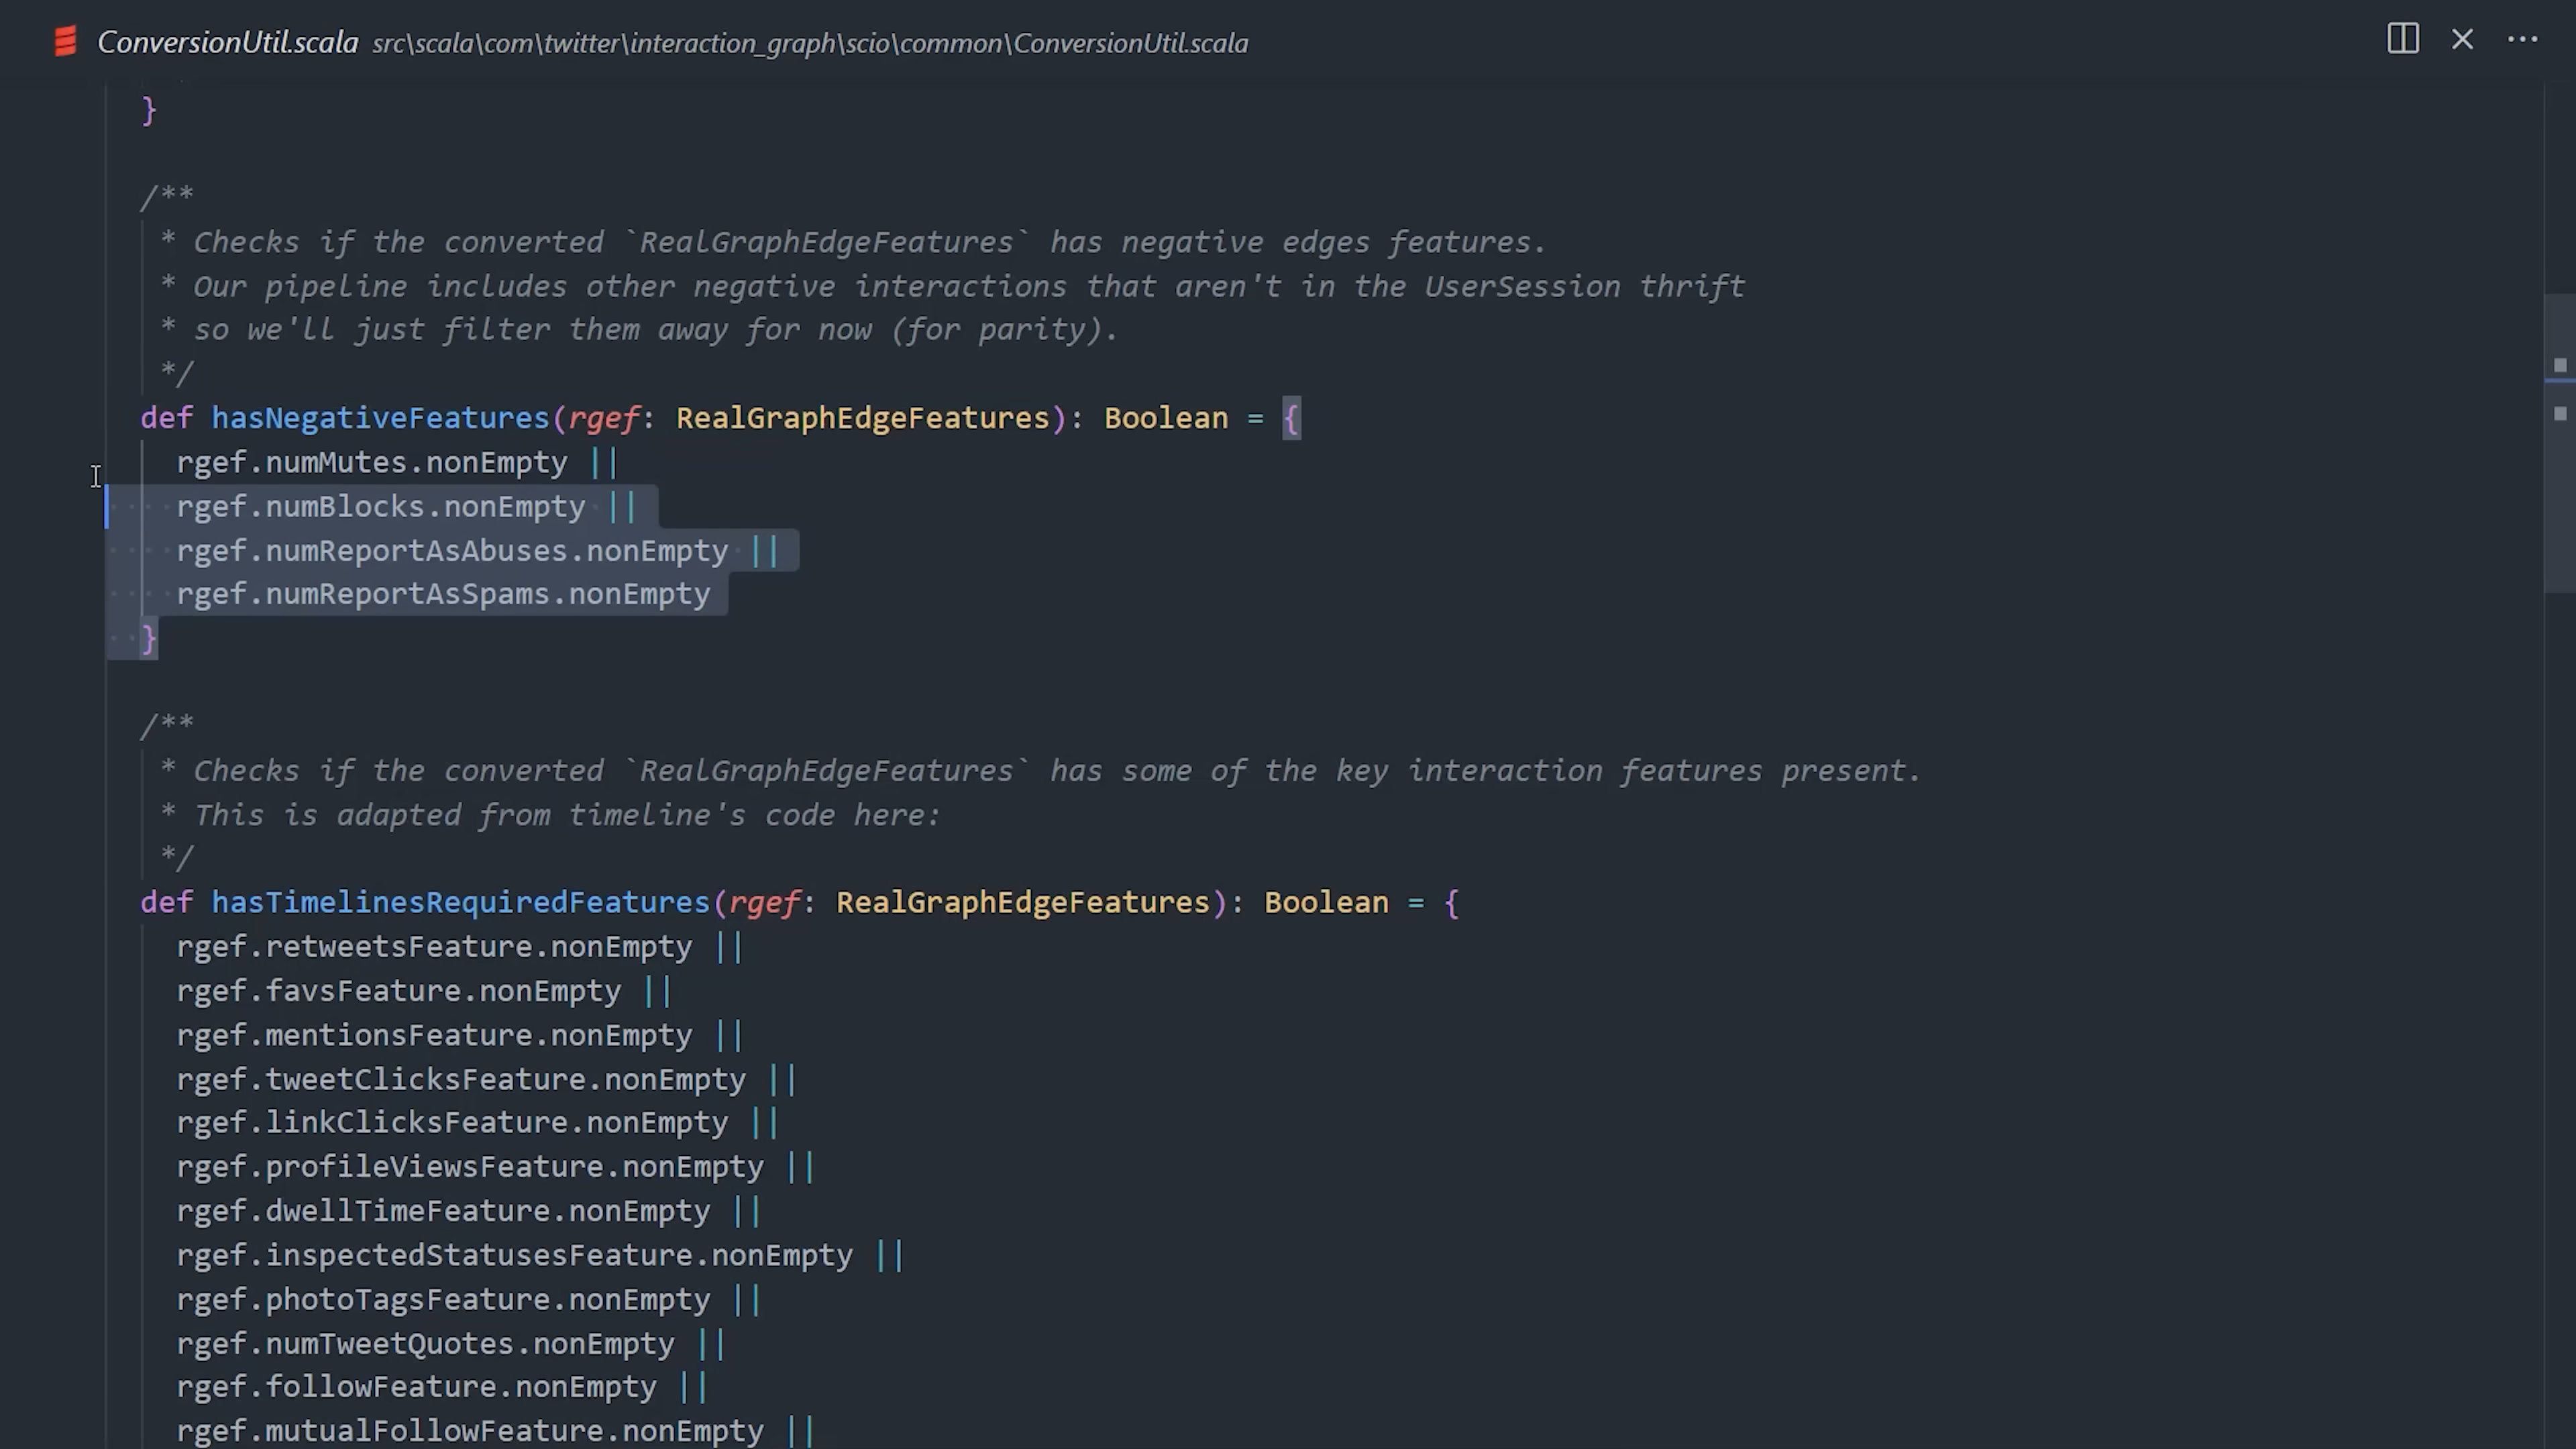 ConversionUtil.scala src\scala\com\twitter\interaction_graph\scio\common\ConversionUtil.scala
}
/**
* Checks if the converted `RealGraphEdgeFeatures` has negative edges features.
* Our pipeline includes other negative interactions that aren't in the UserSession thrift
* so we'll just filter them away for now (for parity).
*/
def hasNegativeFeatures(rgef: RealGraphEdgeFeatures): Boolean = {
rgef.numMutes.nonEmpty ||
rgef.numBlocks.nonEmpty ||
rgef.numReportAsAbuses.nonEmpty ||
rgef.numReportAsSpams.nonEmpty
}
/**
* Checks if the converted `RealGraphEdgeFeatures` has some of the key interaction features present.
* This is adapted from timeline's code here:
*/
def hasTimelinesRequiredFeatures(rgef: RealGraphEdgeFeatures): Boolean = {
rgef.retweetsFeature.nonEmpty ||
rgef.favsFeature.nonEmpty ||
rgef.mentionsFeature.nonEmpty ||
rgef.tweetClicksFeature.nonEmpty ||
rgef.linkClicksFeature.nonEmpty ||
rgef.profileViewsFeature.nonEmpty ||
rgef.dwellTimeFeature.nonEmpty ||
rgef.inspectedStatusesFeature.nonEmpty ||
rgef.photoTagsFeature.nonEmpty ||
rgef.numTweetQuotes.nonEmpty ||
rgef.followFeature.nonEmpty ||
rgef.mutualFollowFeature.nonEmpty ||